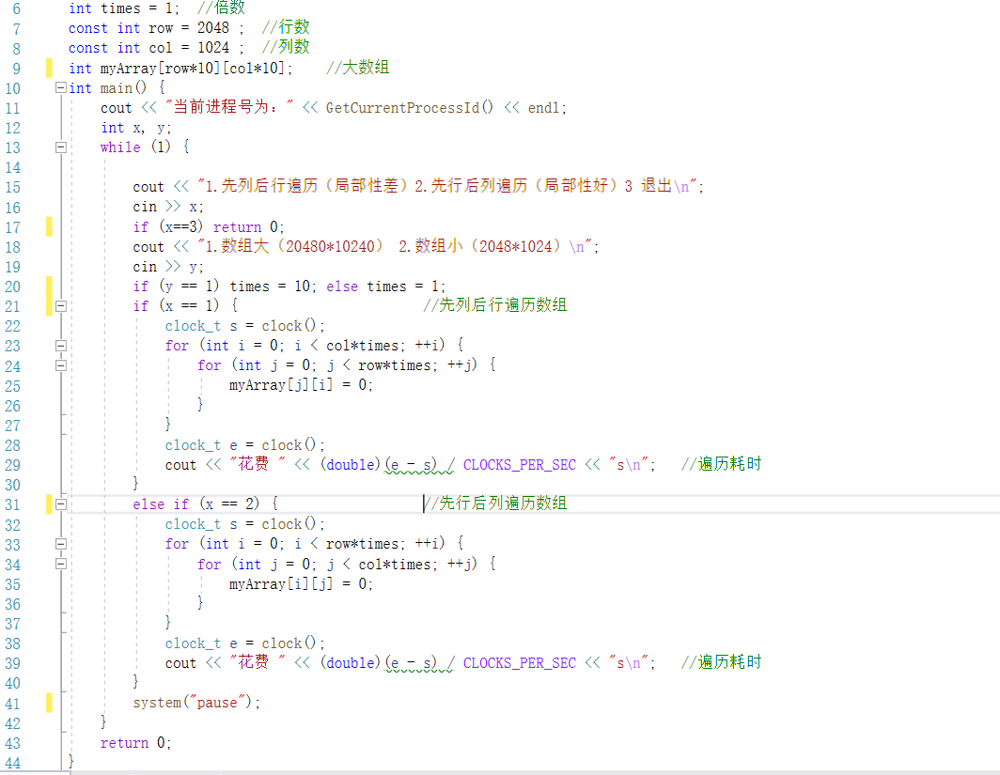 6 int times = 1;  //倍数
7 const int row = 2048 ;  //行数
8 const int col = 1024 ;  //列数
9 int myArray[row*10][col*10];    //大数组
10 int main() {
11     cout << "当前进程号为：" << GetCurrentProcessId() << endl;
12     int x, y;
13     while (1) {
14
15         cout << "1.先列后行遍历（局部性差）2.先行后列遍历（局部性好）3 退出\n";
16         cin >> x;
17         if (x==3) return 0;
18         cout << "1.数组大（20480*10240） 2.数组小（2048*1024）\n";
19         cin >> y;
20         if (y == 1) times = 10; else times = 1;
21         if (x == 1) {                       //先列后行遍历数组
22             clock_t s = clock();
23             for (int i = 0; i < col*times; ++i) {
24                 for (int j = 0; j < row*times; ++j) {
25                     myArray[j][i] = 0;
26                 }
27             }
28             clock_t e = clock();
29             cout << "花费 " << (double)(e - s) / CLOCKS_PER_SEC << "s\n";   //遍历耗时
30         }
31         else if (x == 2) {                  //先行后列遍历数组
32             clock_t s = clock();
33             for (int i = 0; i < row*times; ++i) {
34                 for (int j = 0; j < col*times; ++j) {
35                     myArray[i][j] = 0;
36                 }
37             }
38             clock_t e = clock();
39             cout << "花费 " << (double)(e - s) / CLOCKS_PER_SEC << "s\n";   //遍历耗时
40         }
41         system("pause");
42     }
43     return 0;
44 }